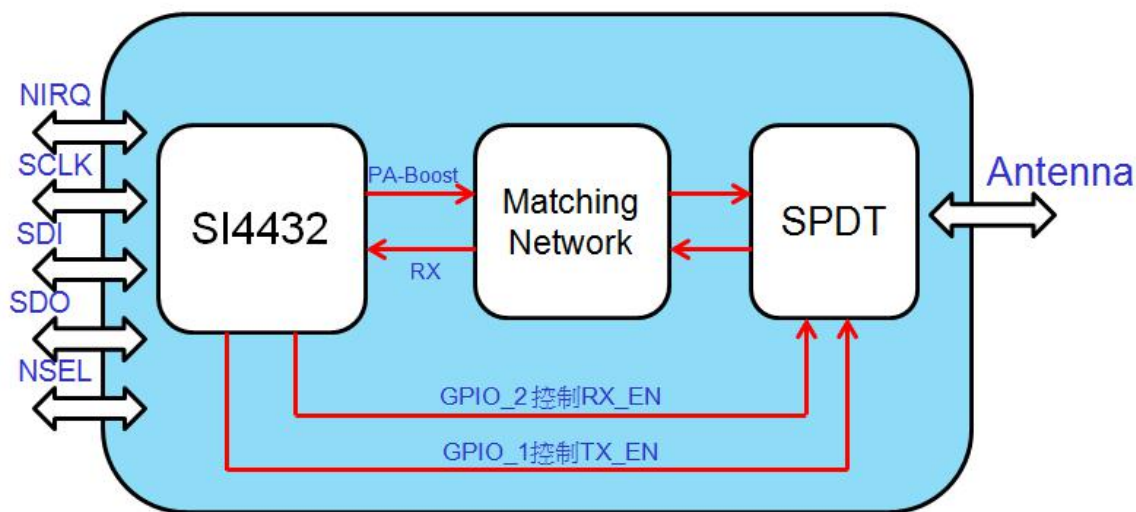 NIRQ
SCLK
SDI
SDO
NSEL
SI4432
PA-Boost
RX
Matching
Network
SPDT
Antenna
GPIO_2控制RX_EN
GPIO_1控制TX_EN